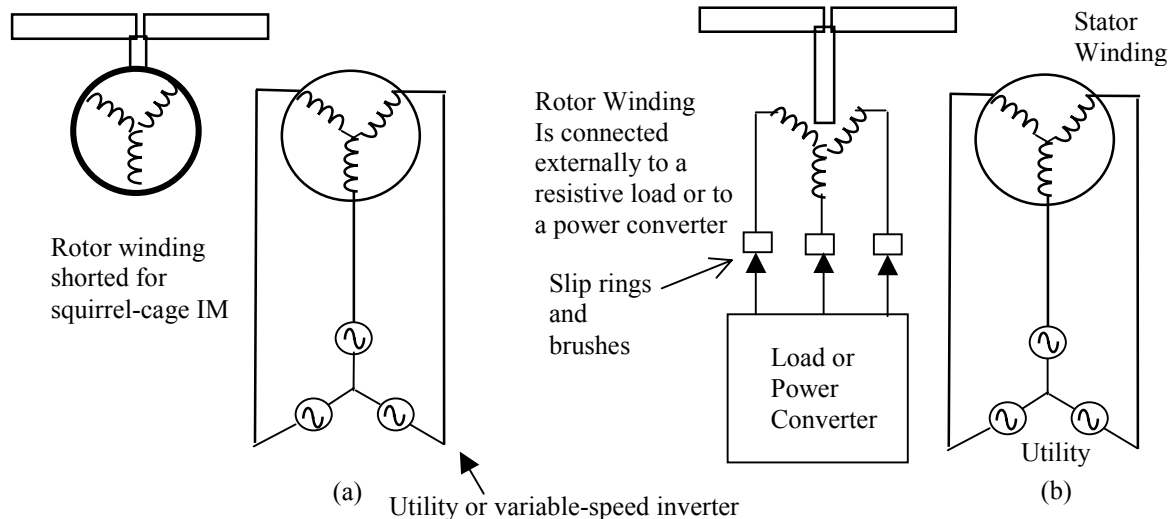 Rotor winding
shorted for
squirrel-cage IM
(a)
Utility or variable-speed inverter
Rotor Winding
Is connected
externally to a
resistive load or to
a power converter
Slip rings
and
brushes
Load or
Power
Converter
Stator
Winding
Utility
(b)